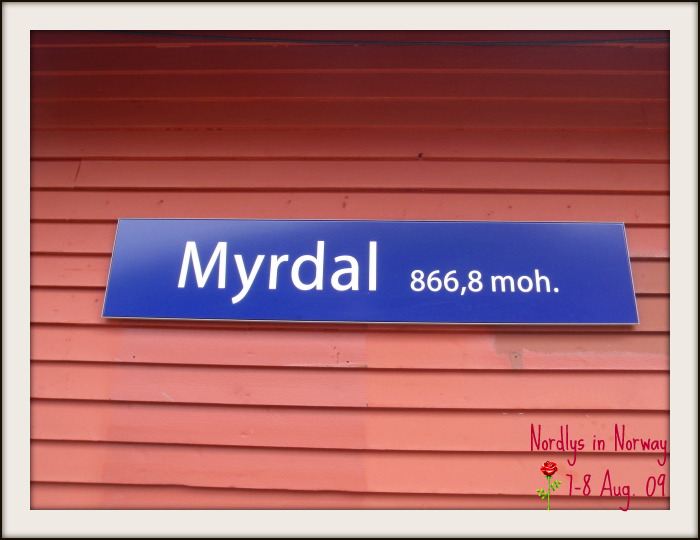 Myrdal 866,8 moh.
Nordlys in Norway
7-8 Aug. 09